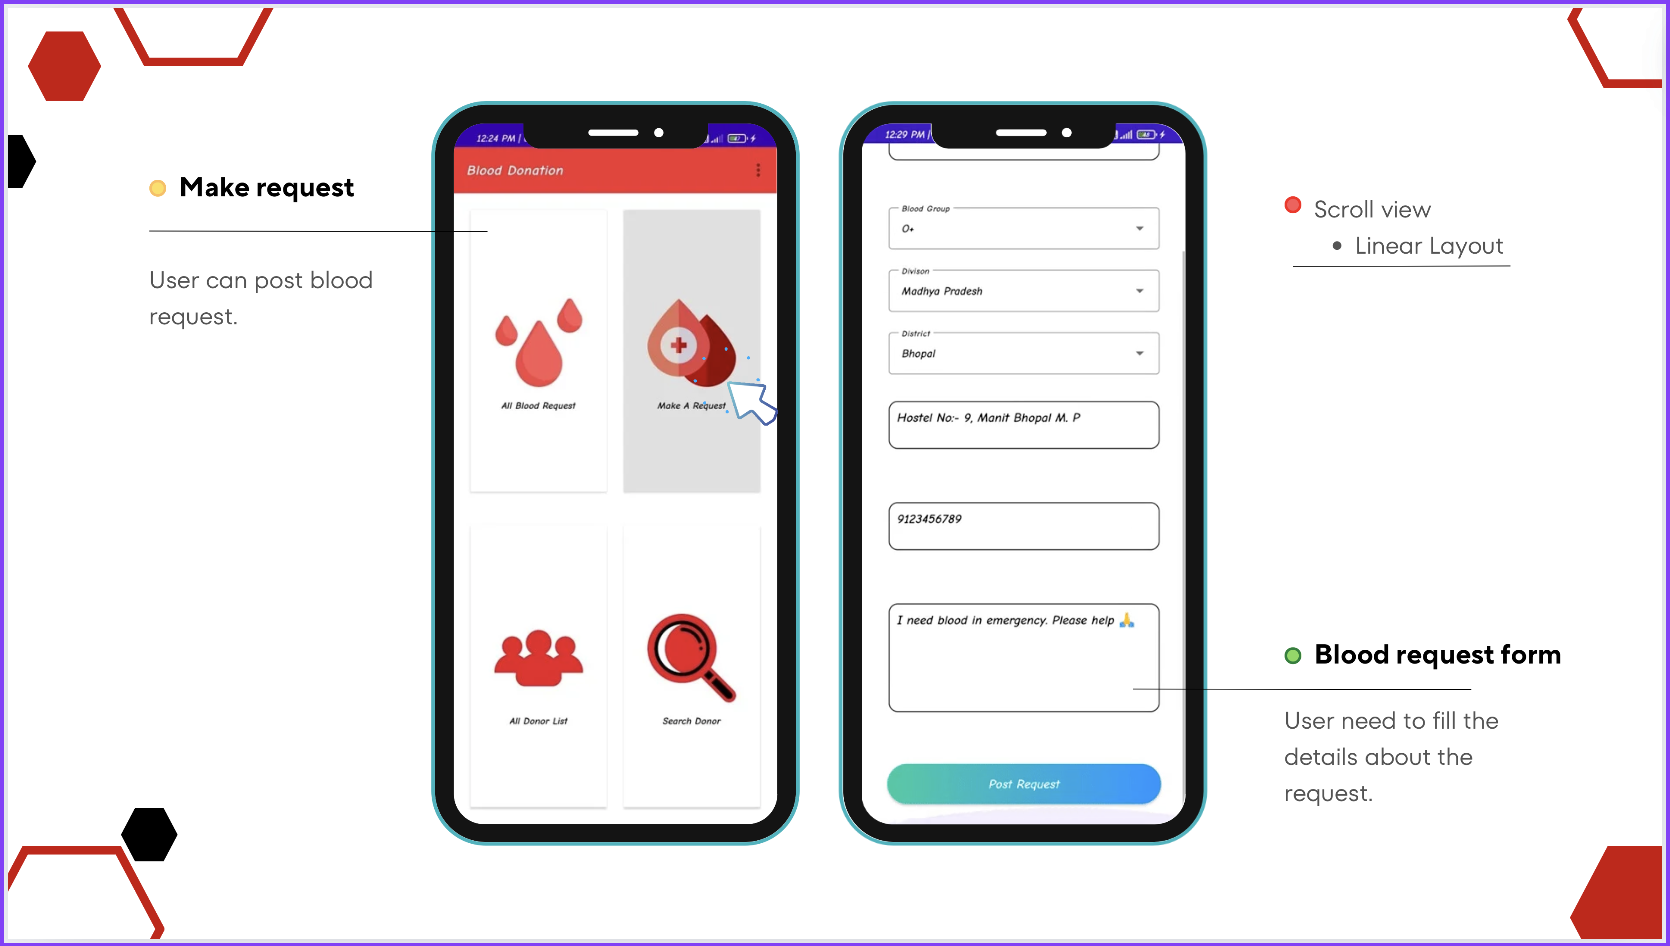 Make request
User can post blood
request.
12:24 PM |
Blood Donation
All Blood Request
Make A Request
All Donor List
Search Donor
12:29 PM /
Blood Group
O+
Divison
Madhya Pradesh
District
Bhopal
Hostel No:- 9, Manit Bhopal M. P
9123456789
I need blood in emergency. Please help 🙏
Post Request
Scroll view
• Linear Layout
Blood request form
User need to fill the
details about the
request.